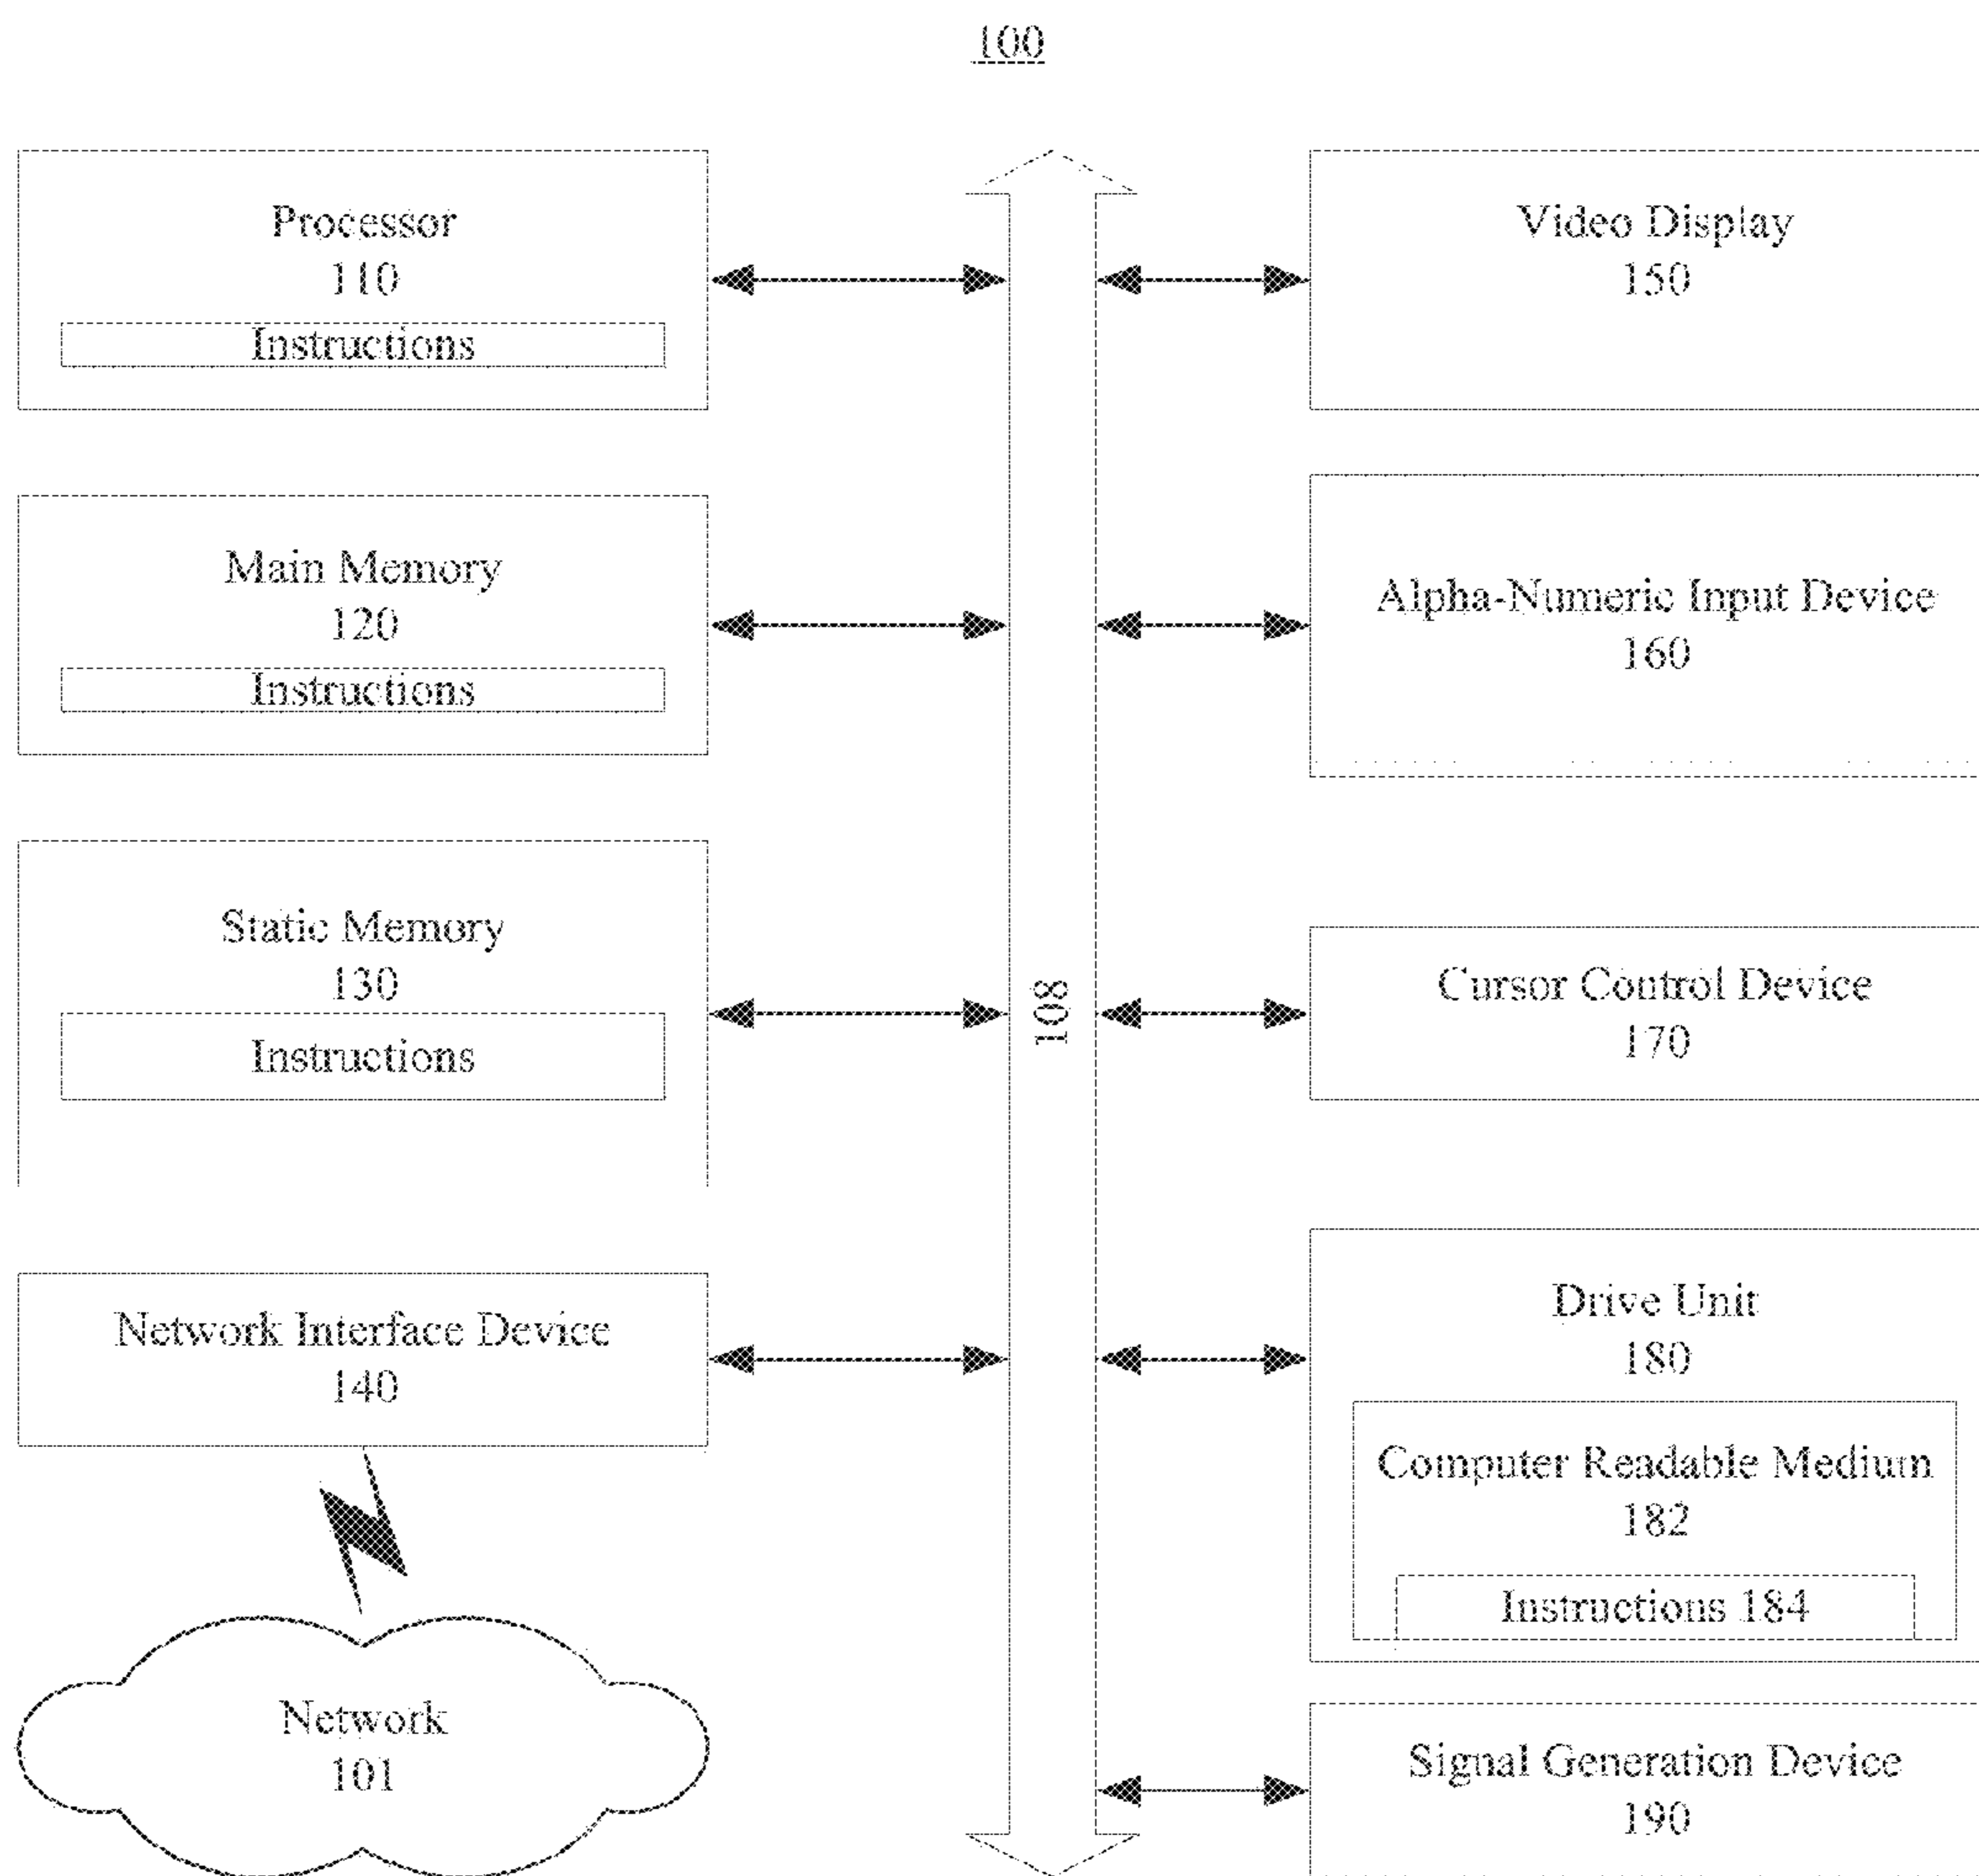 100
Processor
110
Instructions
Main Memory
120
Instructions
Static Memory
130
Instructions
Network Interface Device
140
Network
101
108
Video Display
150
Alpha-Numeric Input Device
160
Cursor Control Device
170
Drive Unit
180
Computer Readable Medium
182
Instructions 184
Signal Generation Device
190